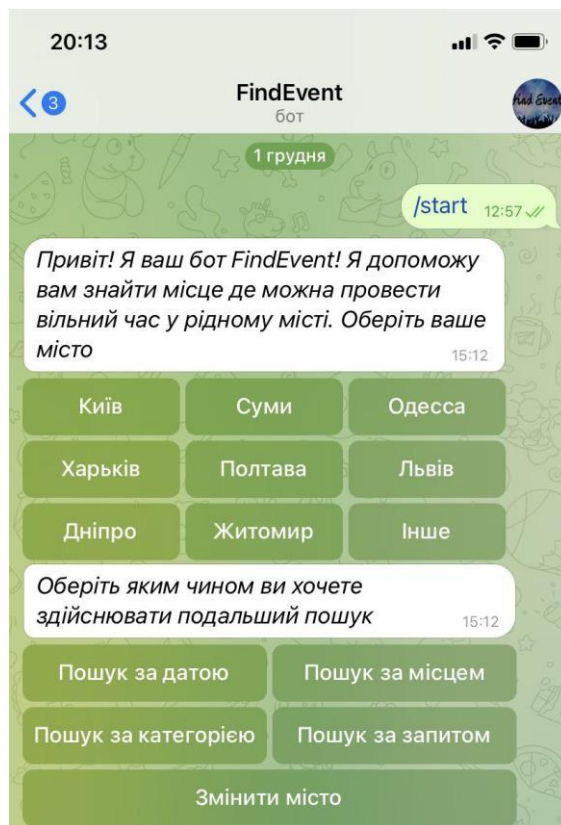 20:13
3
FindEvent
бот
Find Event
1 грудня
/start 12:57
Привіт! Я ваш бот FindEvent! Я допоможу
вам знайти місце де можна провести
вільний час у рідному місті. Оберіть ваше
місто
15:12
Київ Суми Одесса
Харьків Полтава Львів
Дніпро Житомир Інше
Оберіть яким чином ви хочете
здійснювати подальший пошук
15:12
Пошук за датою Пошук за місцем
Пошук за категорією Пошук за запитом
Змінити місто